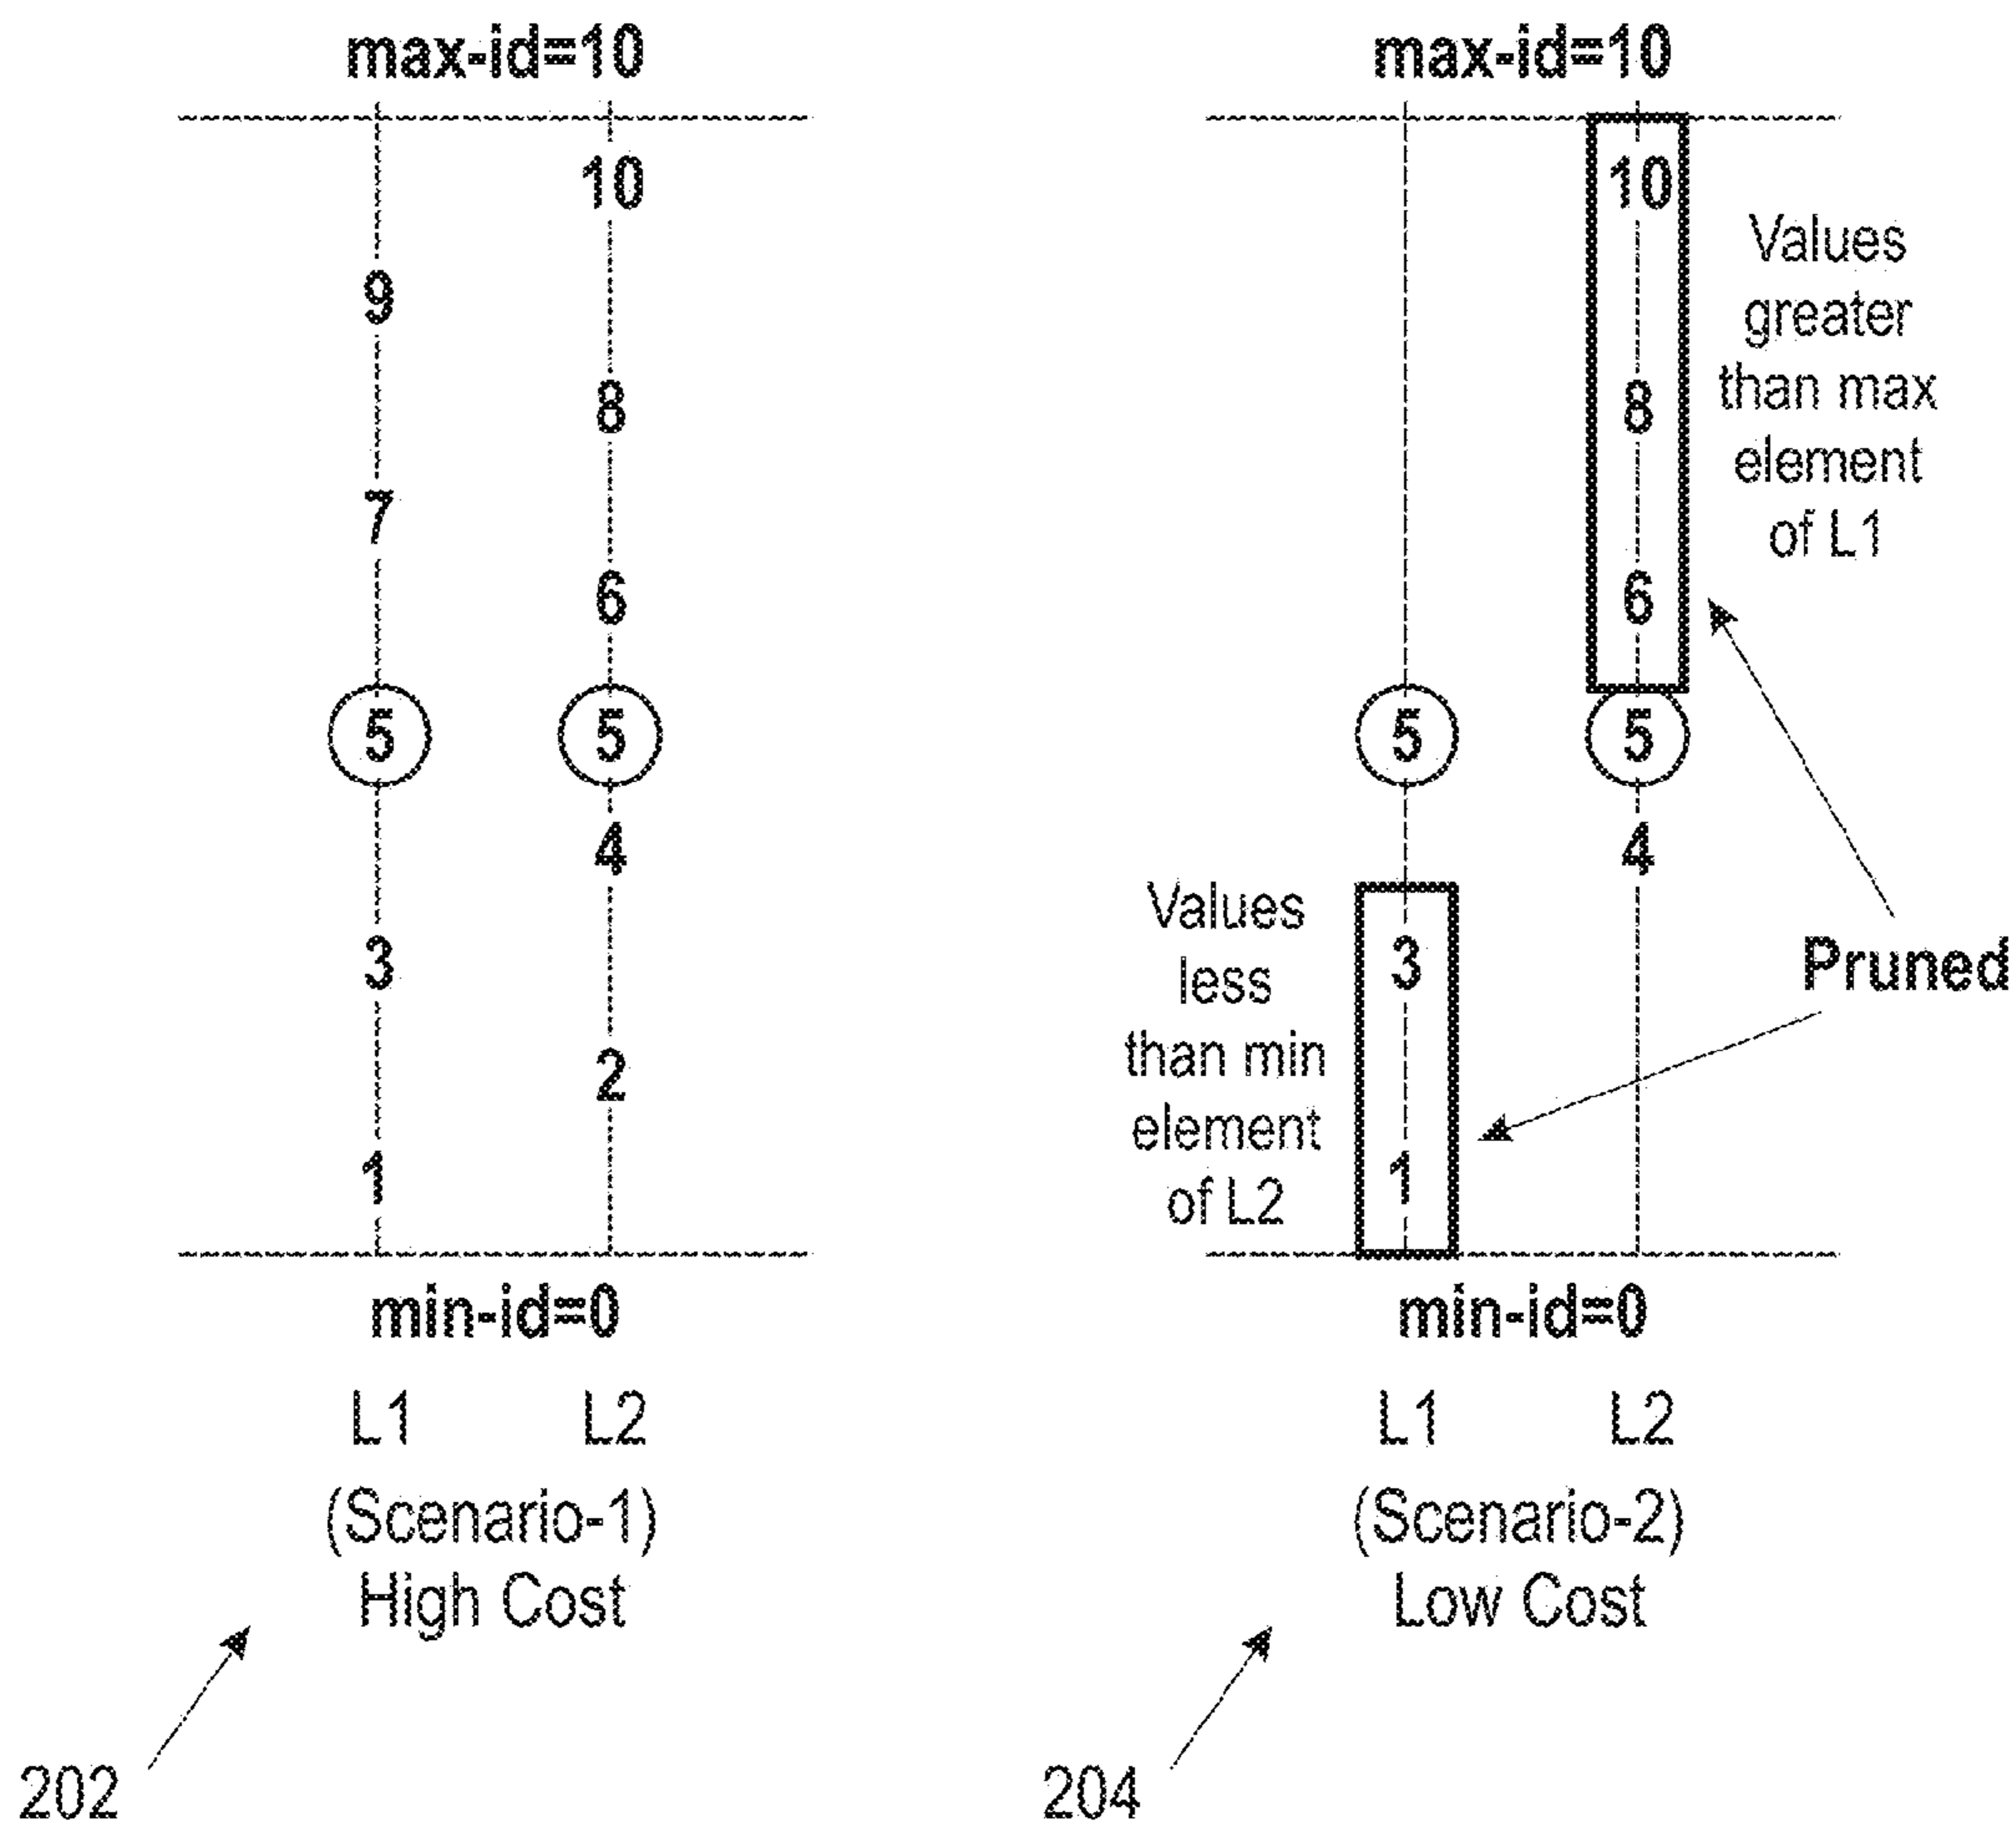 max-id=10
10
9
8
7
6
5
5
4
3
2
1
min-id=0
L1
L2
(Scenario-1)
High Cost
202
max-id=10
10
Values
greater
than max
element
of L1
8
6
5
5
4
Values
less
than min
element
of L2
3
1
Pruned
min-id=0
L1
L2
(Scenario-2)
Low Cost
204